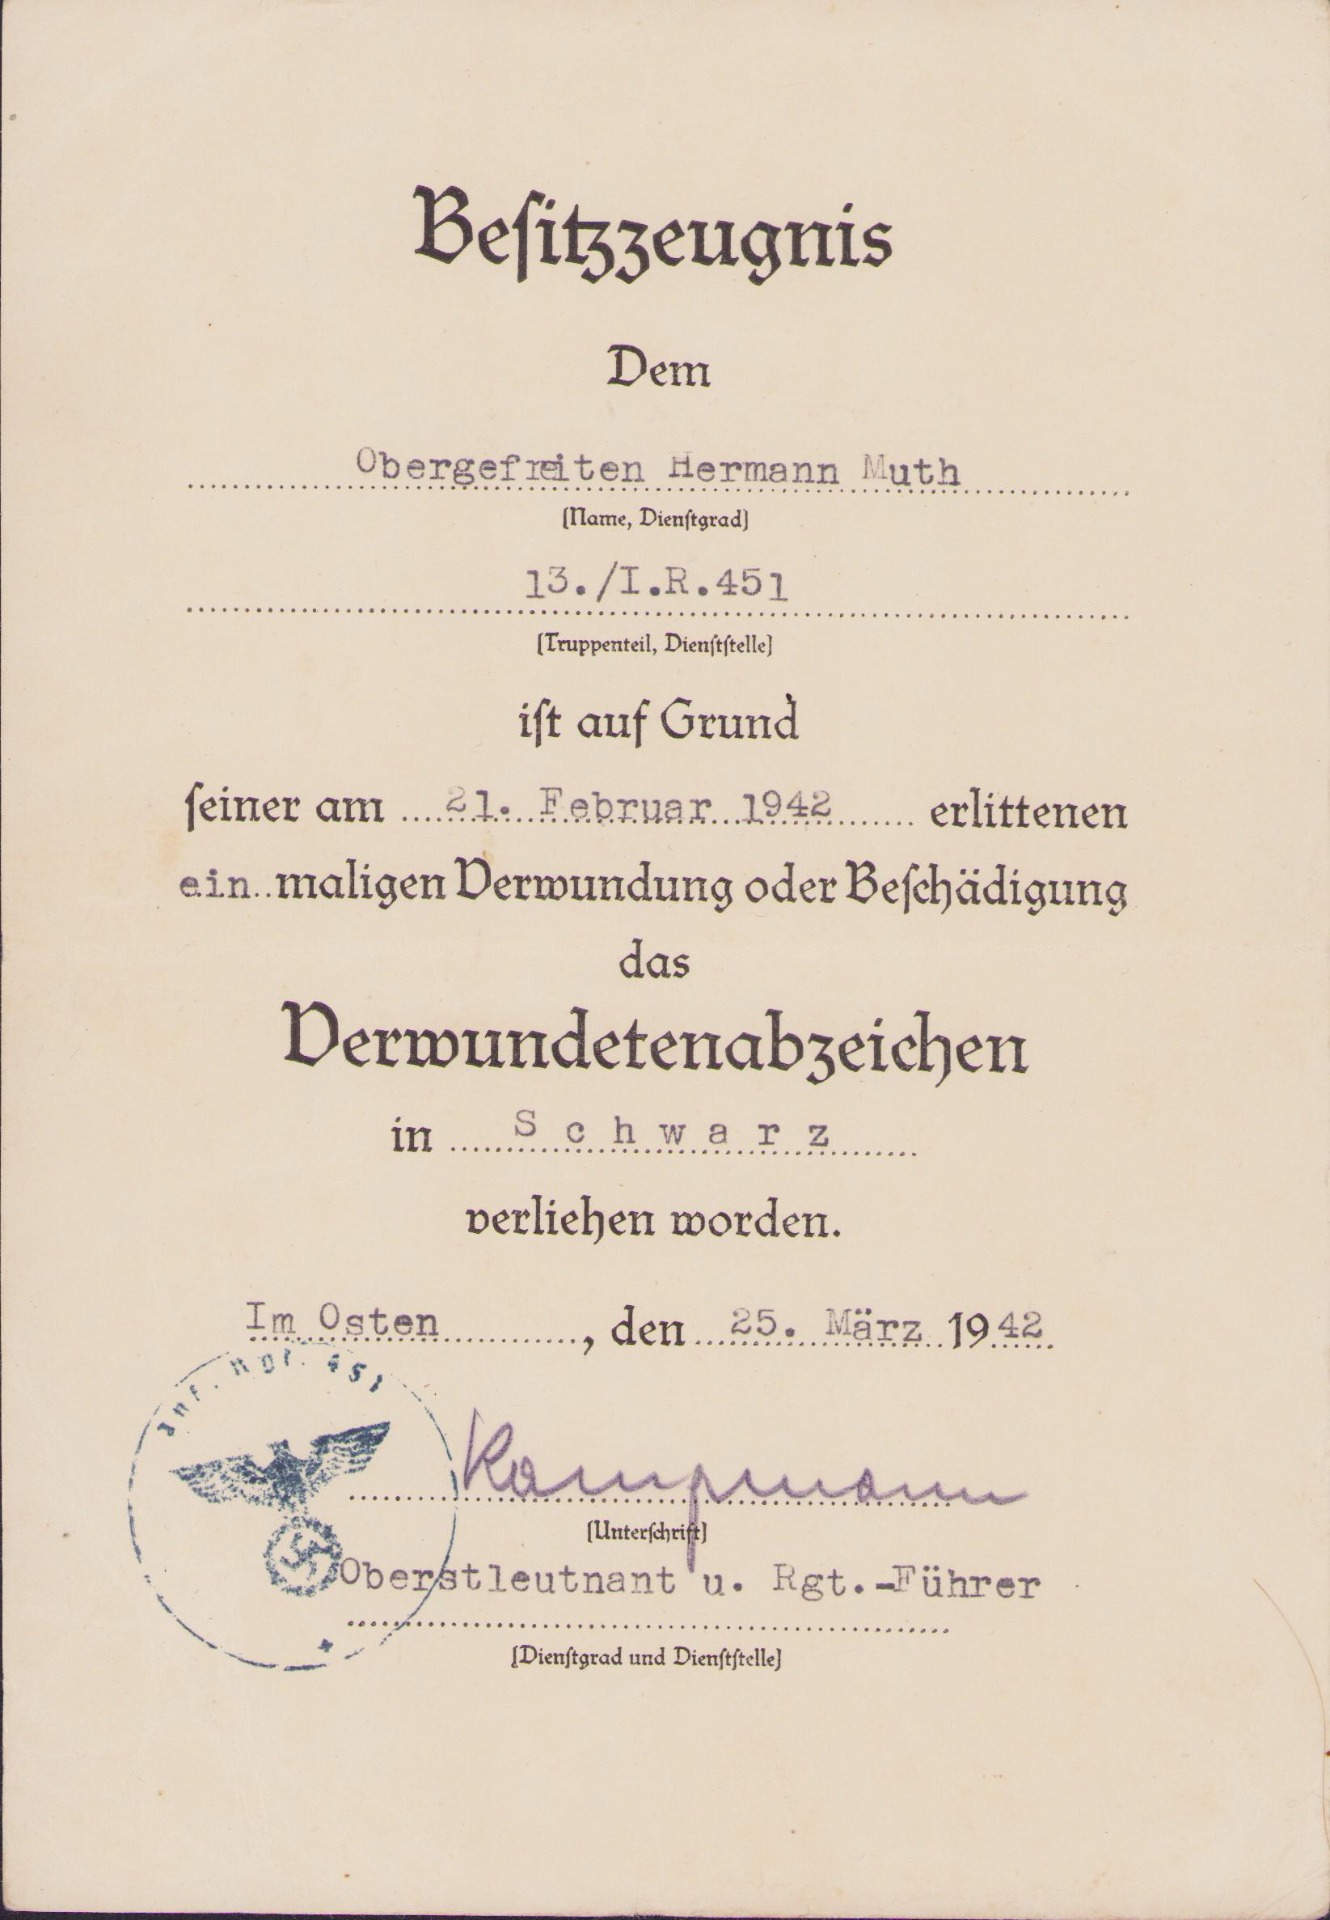 Besitzzeugnis
Dem
Obergefreiten Hermann Muth
(Name, Dienstgrad)
13./I.R.451
(Truppenteil, Dienststelle)
ist auf Grund
seiner am 21. Februar 1942 erlittenen
ein maligen Verwundung oder Beschädigung
das
Verwundetenabzeichen
in S c h w a r z
verliehen worden.
Im Osten, den 25. März 1942
Inf. Rgt. 451
Kampmann
(Unterschrift)
Oberstleutnant u. Rgt.-Führer
(Dienstgrad und Dienststelle)